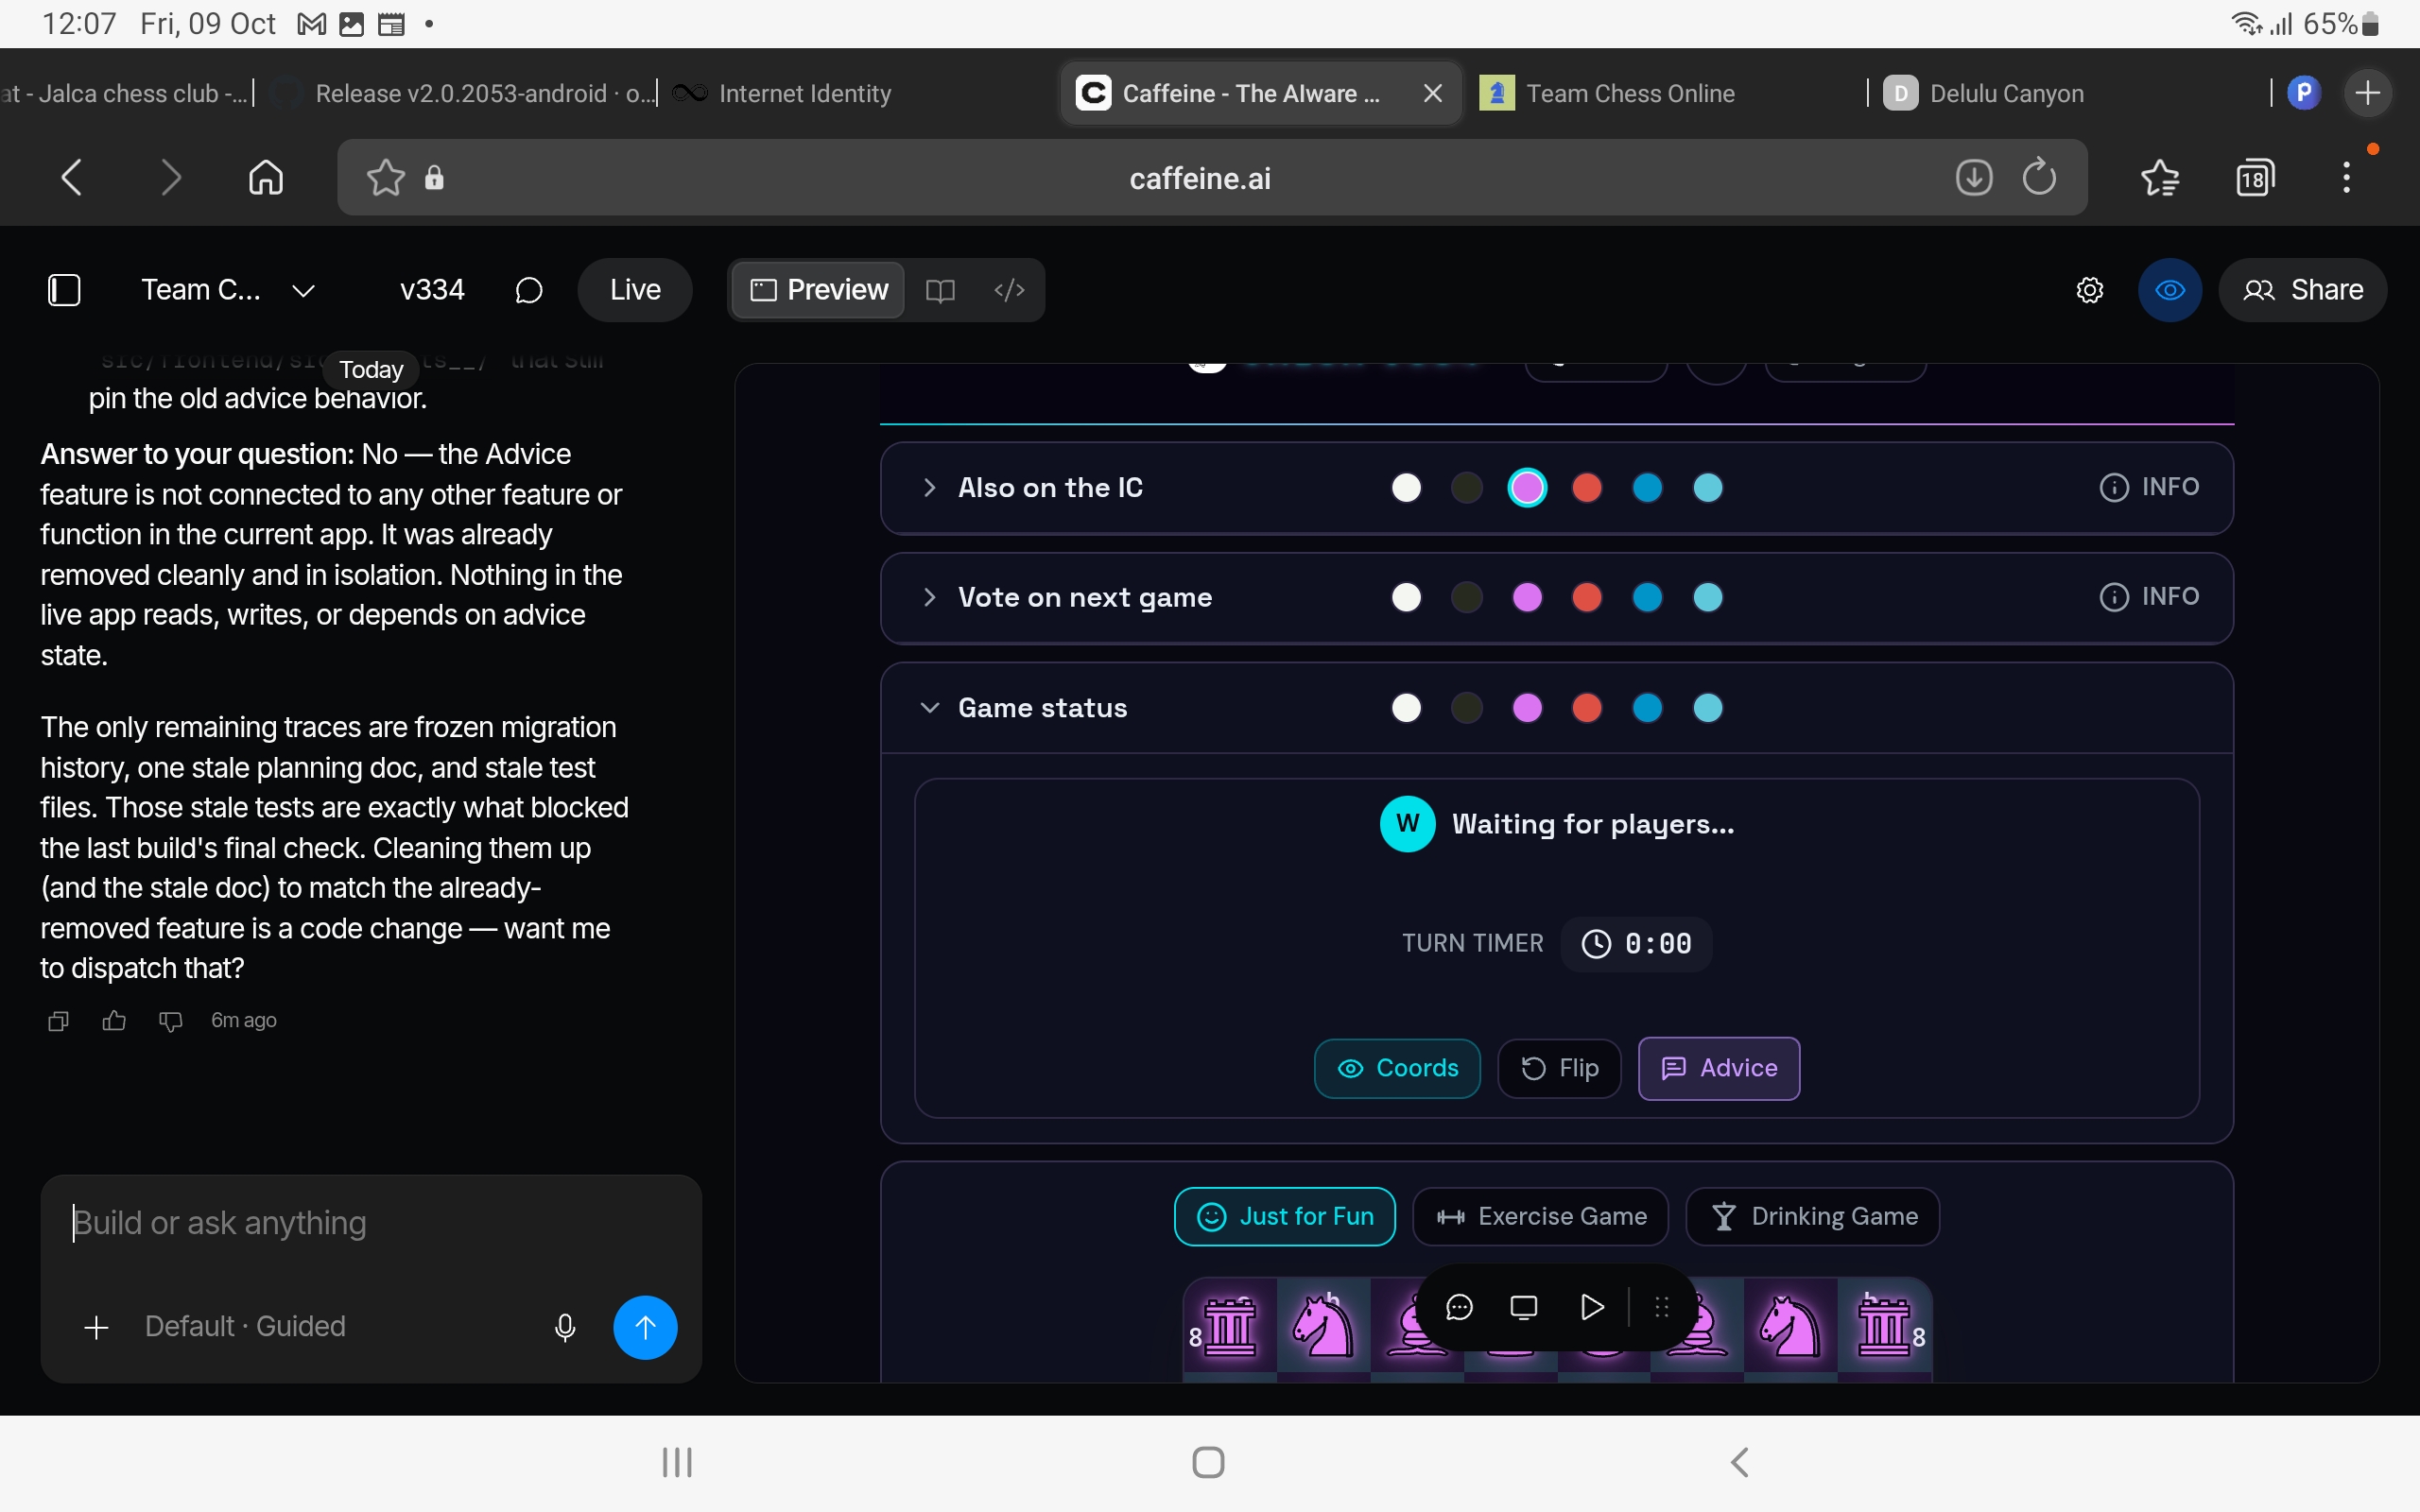 12:07 Fri, 09 Oct
65%
at - Jalca chess club -...
Release v2.0.2053-android · o...
Internet Identity
Caffeine - The AIware ...
Team Chess Online
D Delulu Canyon
P
caffeine.ai
18
Team C...
v334
Live
Preview
Share
Today
that still
pin the old advice behavior.
Answer to your question: No — the Advice
feature is not connected to any other feature or
function in the current app. It was already
removed cleanly and in isolation. Nothing in the
live app reads, writes, or depends on advice
state.
The only remaining traces are frozen migration
history, one stale planning doc, and stale test
files. Those stale tests are exactly what blocked
the last build's final check. Cleaning them up
(and the stale doc) to match the already-
removed feature is a code change — want me
to dispatch that?
6m ago
Build or ask anything
Default · Guided
Also on the IC
INFO
Vote on next game
INFO
Game status
W Waiting for players...
TURN TIMER 0:00
Coords
Flip
Advice
Just for Fun
Exercise Game
Drinking Game
8
8